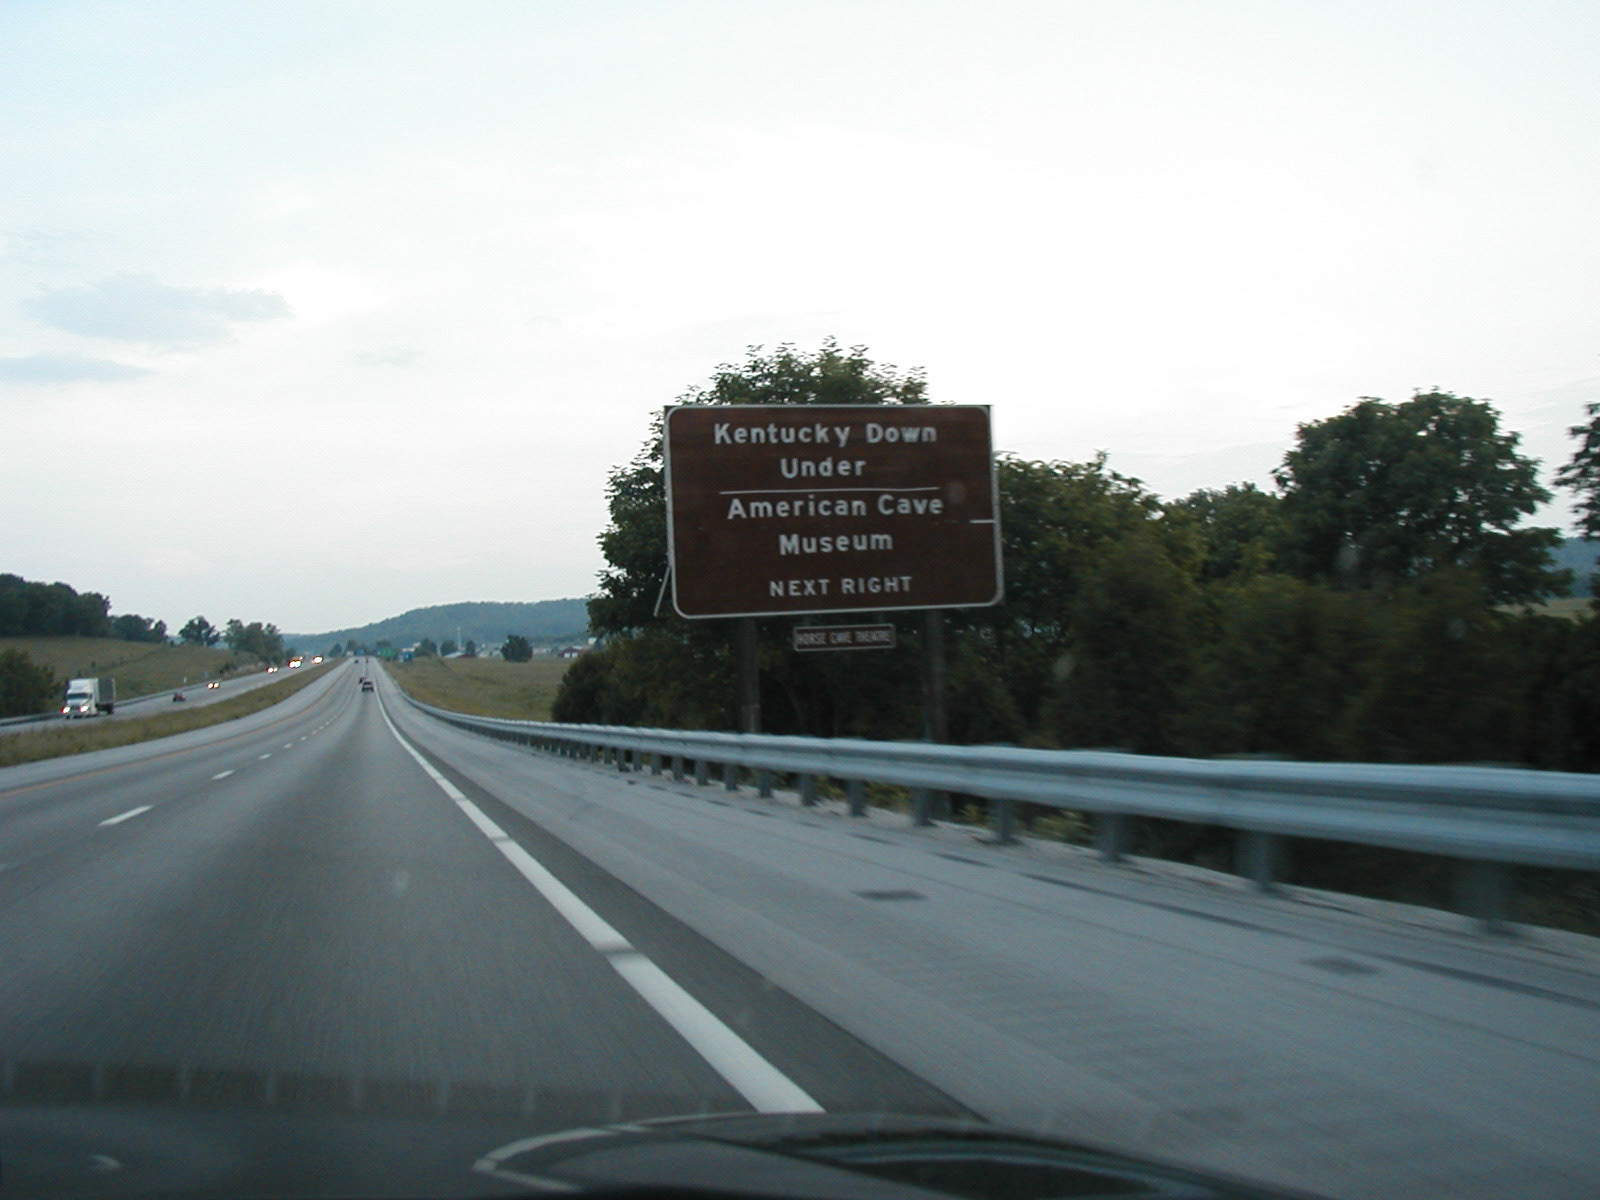 Kentucky Down
Under
American Cave
Museum
NEXT RIGHT
HORSE CAVE THEATRE